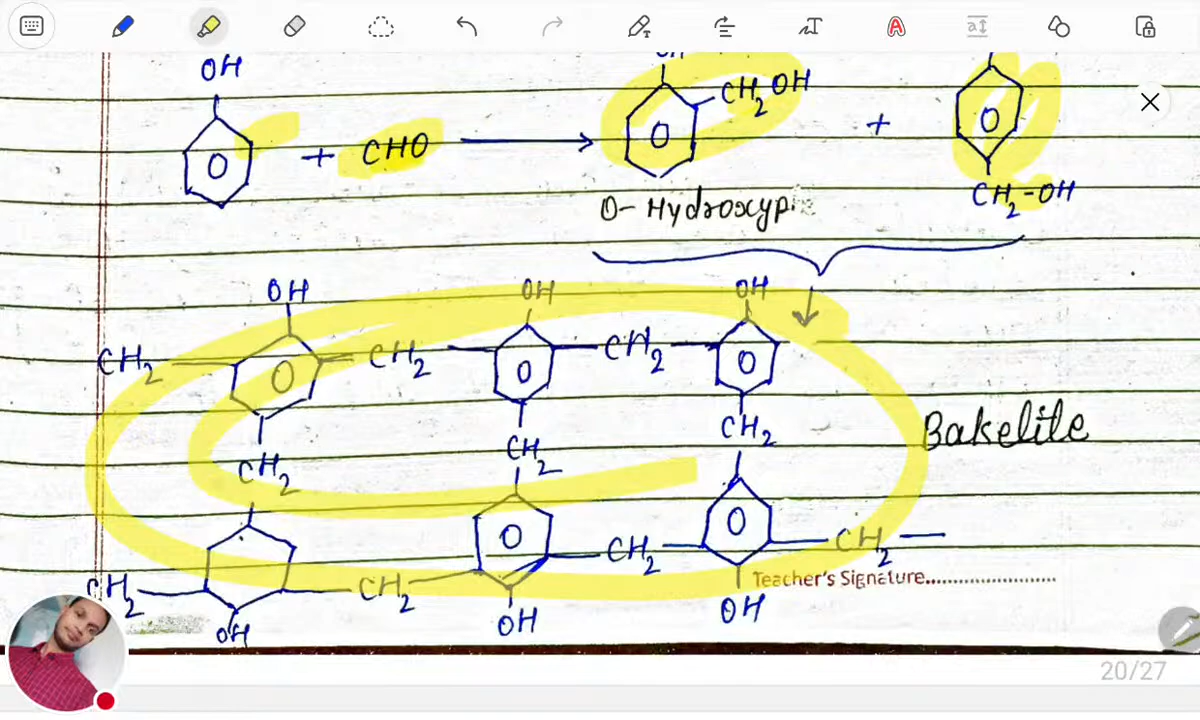 OH
CH2OH
+ CHO
+
CH2-OH
O- Hydroxyp
OH OH OH
CH2 CH2 CH2
CH2 CH2 CH2
Bakelite
CH2 CH2 CH2 CH2
Teacher's Signature
OH OH OH
20/27